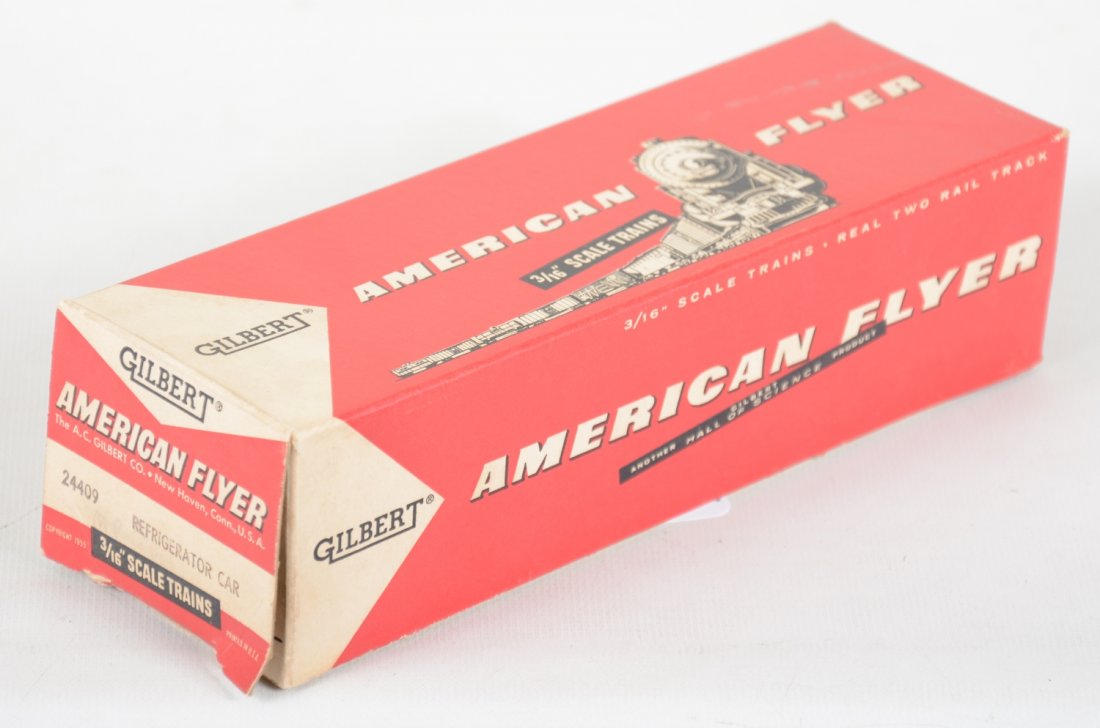 AMERICAN FLYER
3/16" SCALE TRAINS
GILBERT®
3/16" SCALE TRAINS • REAL TWO RAIL TRACK
AMERICAN FLYER
ANOTHER GILBERT HALL OF SCIENCE PRODUCT
GILBERT®
GILBERT®
AMERICAN FLYER
The A.C. GILBERT CO. • New Haven, Conn., U.S.A.
24409
REFRIGERATOR CAR
COPYRIGHT
3/16" SCALE TRAINS